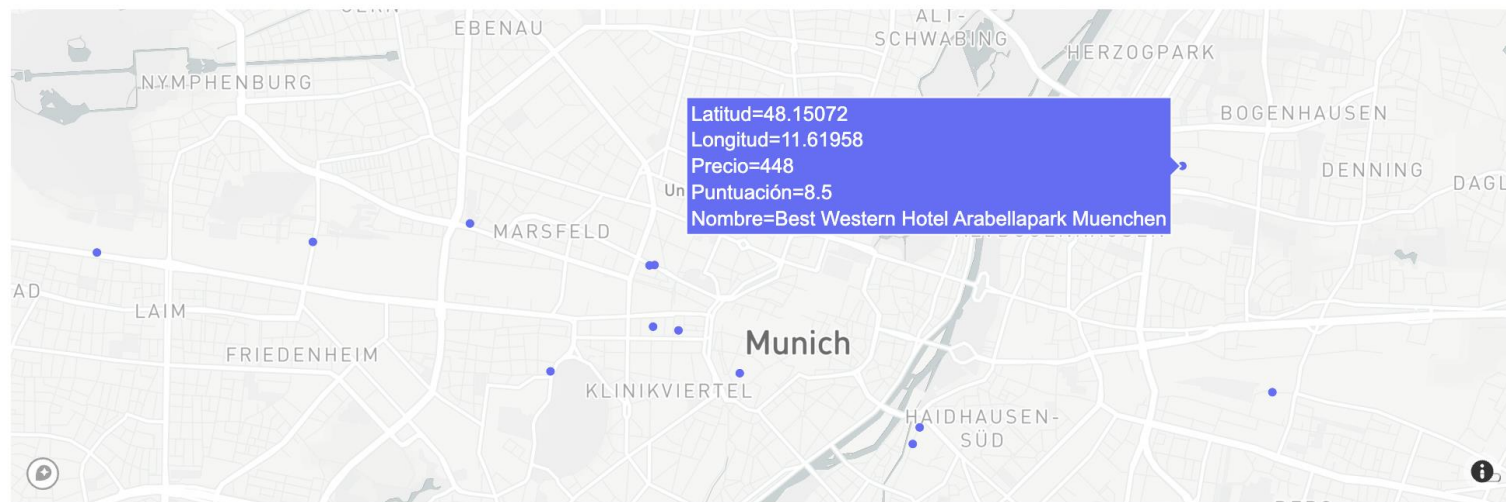 ALT-
SCHWABING
EBENAU
HERZOGPARK
NYMPHENBURG
Latitud=48.15072
Longitud=11.61958
Precio=448
Puntuación=8.5
Nombre=Best Western Hotel Arabellapark Muenchen
BOGENHAUSEN
DENNING
DAGL
Un
MARSFELD
AD
LAIM
Munich
FRIEDENHEIM
KLINIKVIERTEL
HAIDHAUSEN-
SÜD